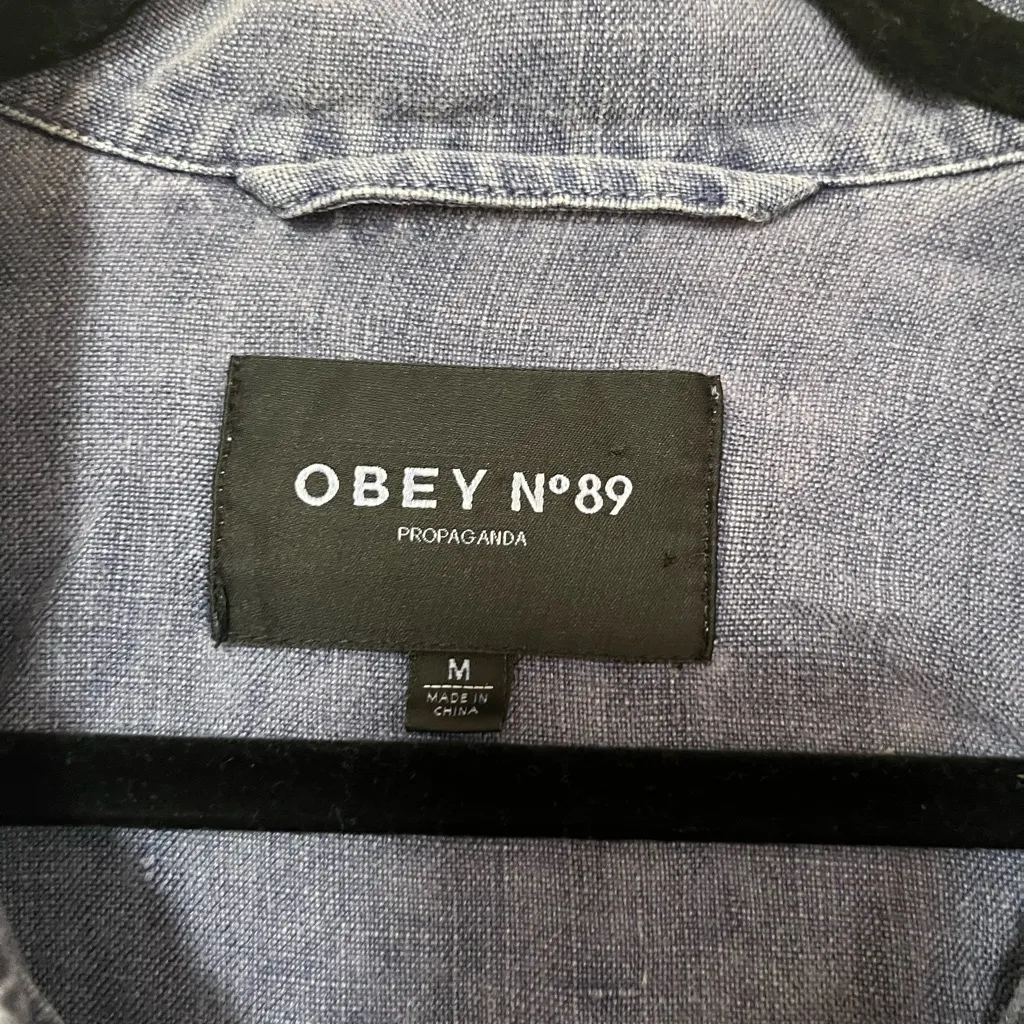 OBEY Nº89
PROPAGANDA
M
MADE IN
CHINA